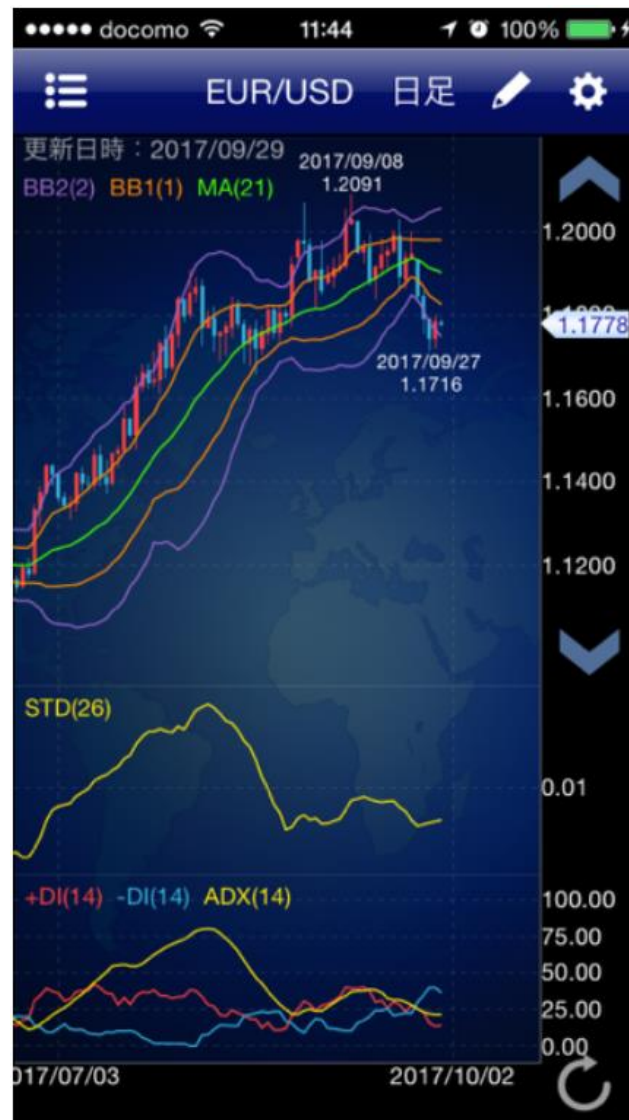 docomo 11:44 100%
EUR/USD 日足
更新日時：2017/09/29
2017/09/08
BB2(2) BB1(1) MA(21)
1.2091
1.2000
1.1778
2017/09/27
1.1716
1.1600
1.1400
1.1200
STD(26)
0.01
+DI(14) -DI(14) ADX(14)
100.00
75.00
50.00
25.00
0.00
017/07/03 2017/10/02